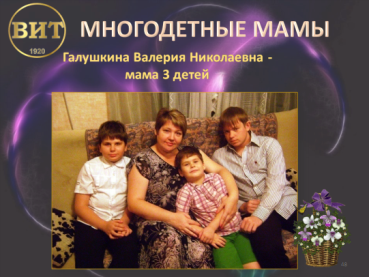 ВИТ
1920
МНОГОДЕТНЫЕ МАМЫ
Галушкина Валерия Николаевна -
мама 3 детей